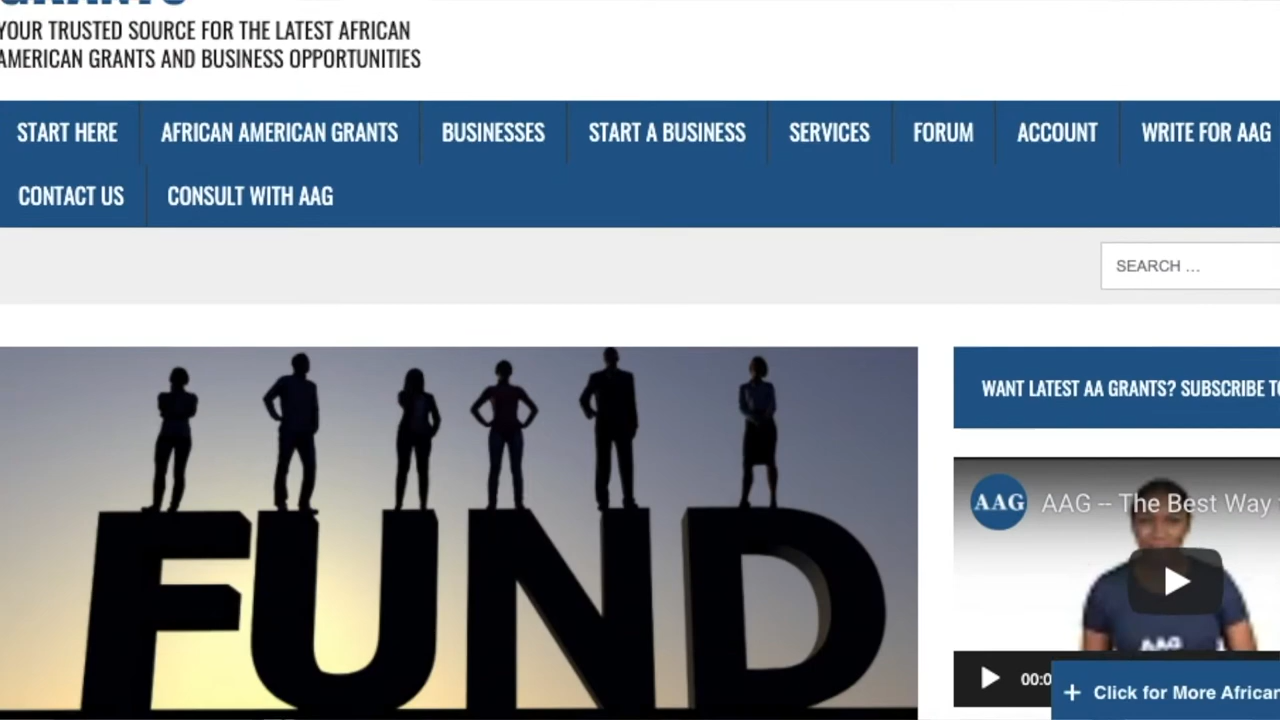 YOUR TRUSTED SOURCE FOR THE LATEST AFRICAN
AMERICAN GRANTS AND BUSINESS OPPORTUNITIES
START HERE
AFRICAN AMERICAN GRANTS
BUSINESSES
START A BUSINESS
SERVICES
FORUM
ACCOUNT
WRITE FOR AAG
CONTACT US
CONSULT WITH AAG
SEARCH ...
FUND
WANT LATEST AA GRANTS? SUBSCRIBE
AAG
AAG -- The Best Way
AAG
+ Click for More African